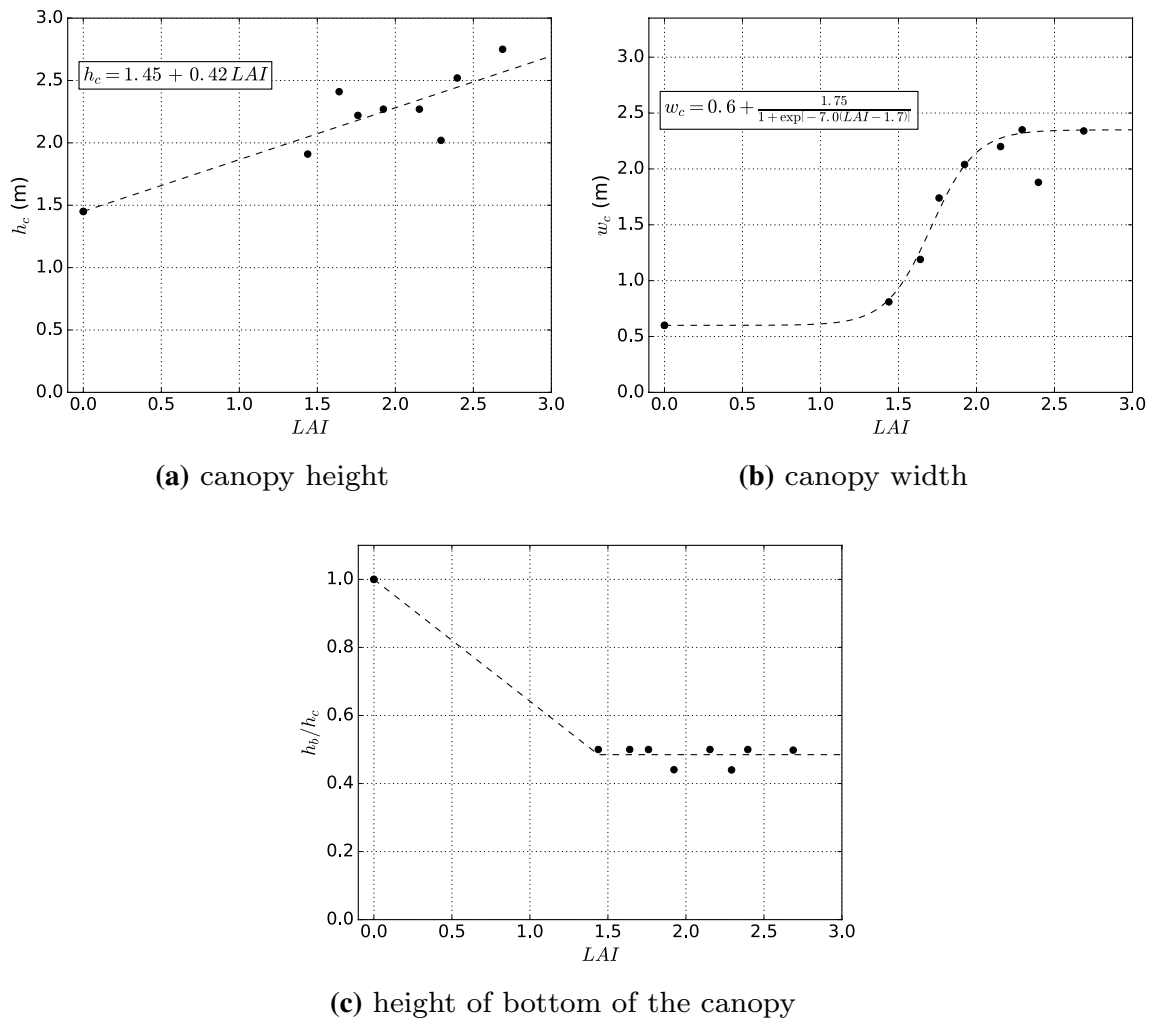 3.0
2.5
2.0
1.5
1.0
0.5
0.0
h_c (m)
h_c = 1.45 + 0.42 LAI
0.0 0.5 1.0 1.5 2.0 2.5 3.0
LAI
(a) canopy height
3.0
2.5
2.0
1.5
1.0
0.5
0.0
w_c (m)
w_c = 0.6 + 1.75 / 1 + exp[−7.0(LAI − 1.7)]
0.0 0.5 1.0 1.5 2.0 2.5 3.0
LAI
(b) canopy width
1.0
0.8
0.6
0.4
0.2
0.0
h_b/h_c
0.0 0.5 1.0 1.5 2.0 2.5 3.0
LAI
(c) height of bottom of the canopy